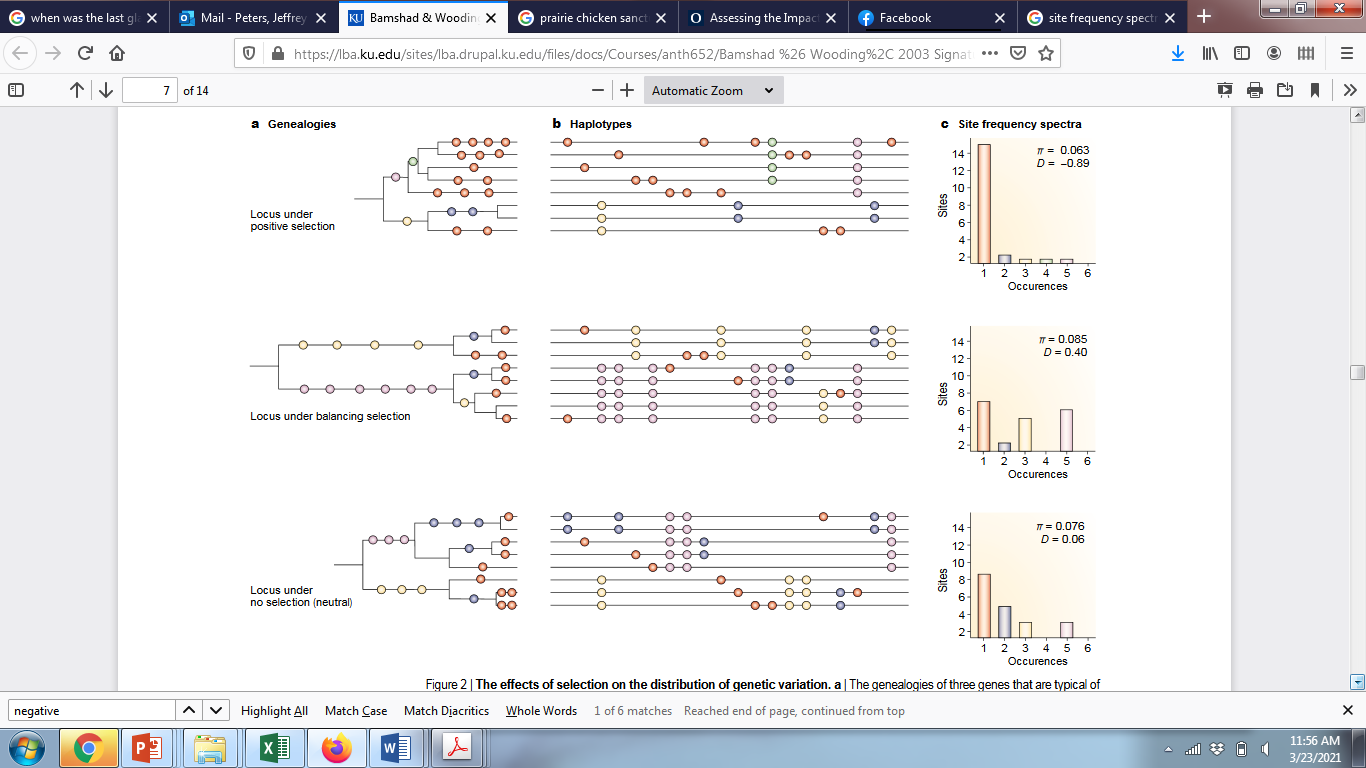 when was the last gla
Mail - Peters, Jeffrey
KU Bamshad & Wooding
prairie chicken sanct
Assessing the Impac
Facebook
site frequency spectr
https://lba.ku.edu/sites/lba.drupal.ku.edu/files/docs/Courses/anth652/Bamshad %26 Wooding%2C 2003 Signat
7 of 14
Automatic Zoom
a Genealogies
b Haplotypes
c Site frequency spectra
Locus under
positive selection
π = 0.063
D = –0.89
Sites
14
12
10
8
6
4
2
1 2 3 4 5 6
Occurences
Locus under balancing selection
π = 0.085
D = 0.40
Sites
14
12
10
8
6
4
2
1 2 3 4 5 6
Occurences
Locus under
no selection (neutral)
π = 0.076
D = 0.06
Sites
14
12
10
8
6
4
2
1 2 3 4 5 6
Occurences
Figure 2 | The effects of selection on the distribution of genetic variation. a | The genealogies of three genes that are typical of
negative
Highlight All Match Case Match Diacritics Whole Words 1 of 6 matches Reached end of page, continued from top
11:56 AM
3/23/2021